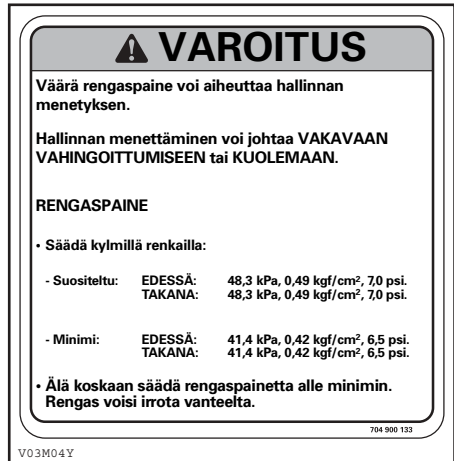 VAROITUS
Väärä rengaspaine voi aiheuttaa hallinnan
menetyksen.
Hallinnan menettäminen voi johtaa VAKAVAAN
VAHINGOITTUMISEEN tai KUOLEMAAN.
RENGASPAINE
• Säädä kylmillä renkailla:
- Suositeltu: EDESSÄ: 48,3 kPa, 0,49 kgf/cm², 7,0 psi.
TAKANA: 48,3 kPa, 0,49 kgf/cm², 7,0 psi.
- Minimi: EDESSÄ: 41,4 kPa, 0,42 kgf/cm², 6,5 psi.
TAKANA: 41,4 kPa, 0,42 kgf/cm², 6,5 psi.
• Älä koskaan säädä rengaspainetta alle minimin.
Rengas voisi irrota vanteelta.
704 900 133
V03M04Y